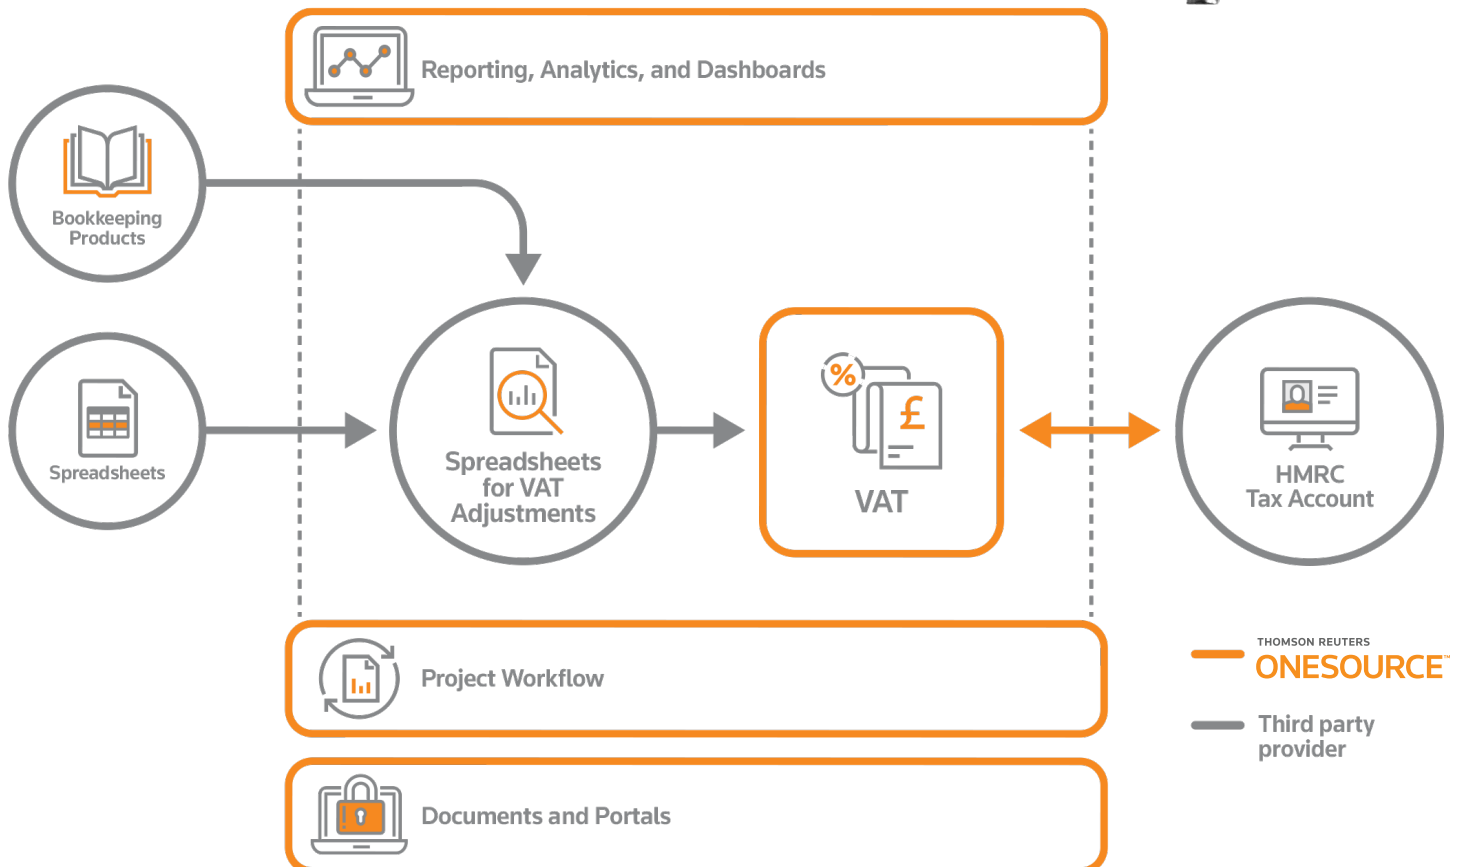 Reporting, Analytics, and Dashboards
Bookkeeping
Products
Spreadsheets
Spreadsheets
for VAT
Adjustments
%
£
VAT
HMRC
Tax Account
Project Workflow
THOMSON REUTERS
ONESOURCE™
Third party
provider
Documents and Portals